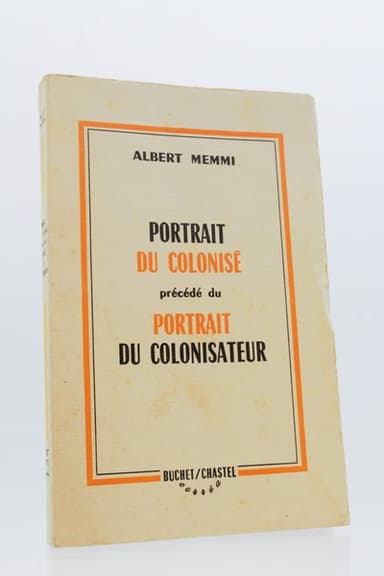 ALBERT MEMMI
PORTRAIT
DU COLONISÉ
précédé du
PORTRAIT
DU COLONISATEUR
BUCHET/CHASTEL